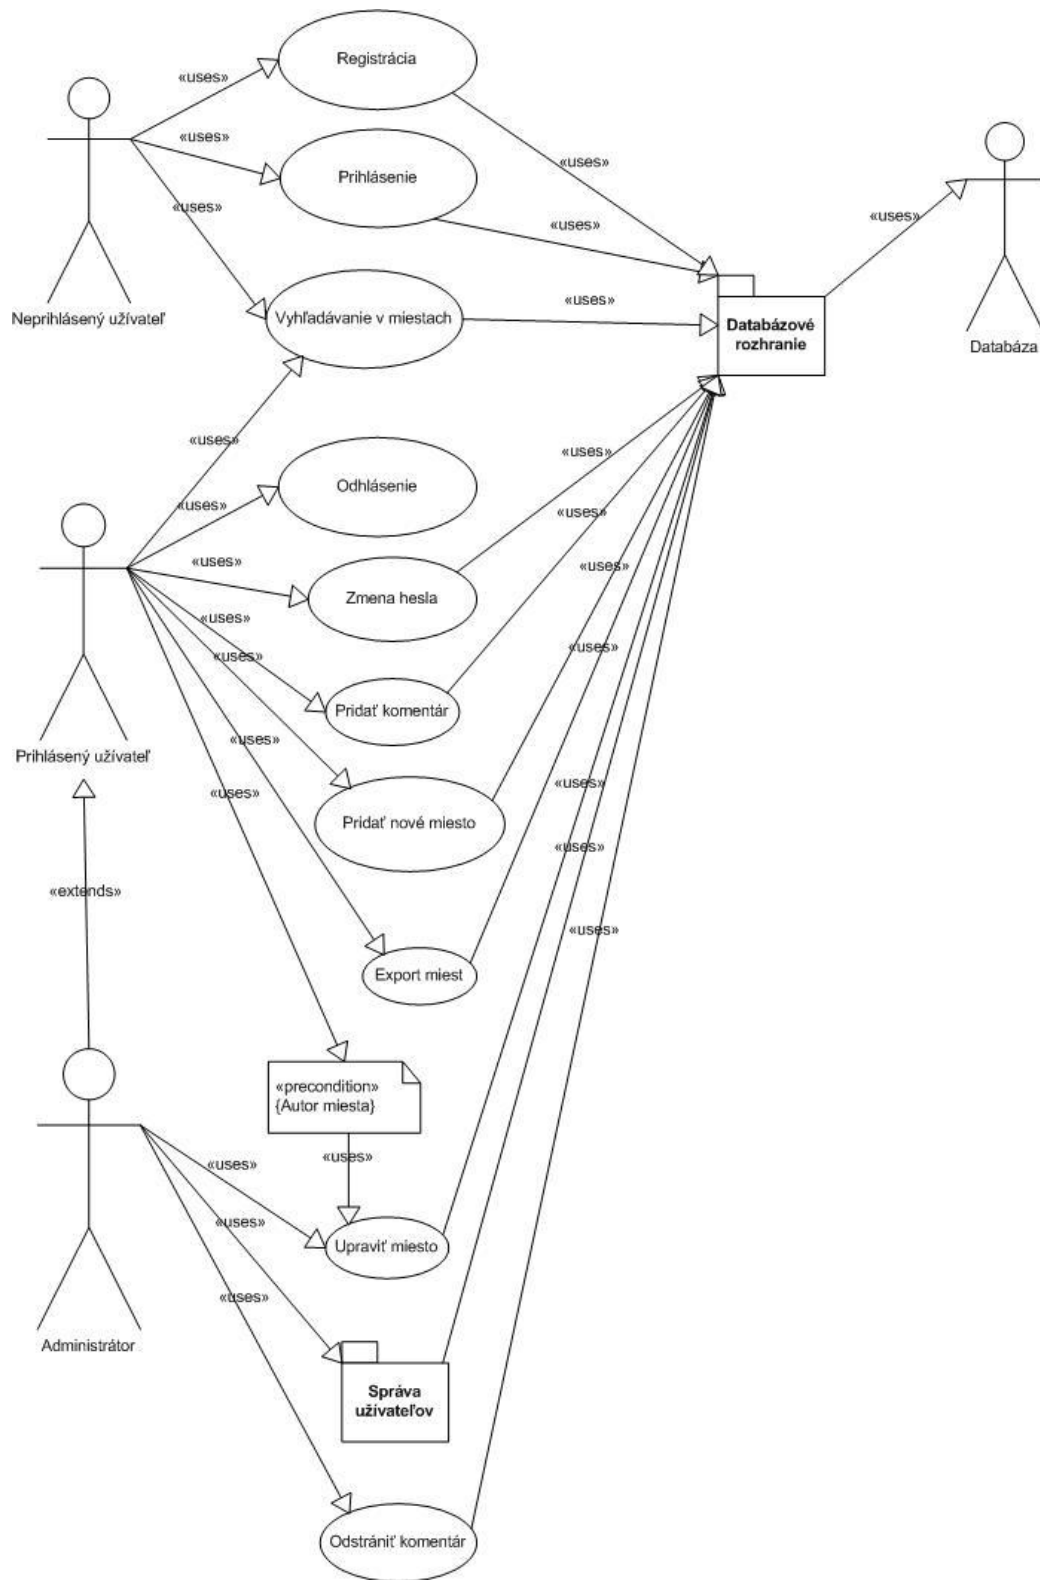 Registrácia
«uses»
«uses»
Prihlásenie
«uses»
«uses»
«uses»
«uses»
«uses»
Neprihlásený užívateľ
Vyhľadávanie v miestach
«uses»
Databázové
rozhranie
Databáza
«uses»
Odhlásenie
«uses»
«uses»
«uses»
«uses»
Zmena hesla
«uses»
«uses»
«uses»
«uses»
Pridať komentár
Prihlásený užívateľ
«uses»
«uses»
«uses»
Pridať nové miesto
«uses»
«uses»
«extends»
«uses»
Export miest
«precondition»
{Autor miesta}
«uses»
«uses»
«uses»
Upraviť miesto
«uses»
Administrátor
Správa
užívateľov
Odstrániť komentár